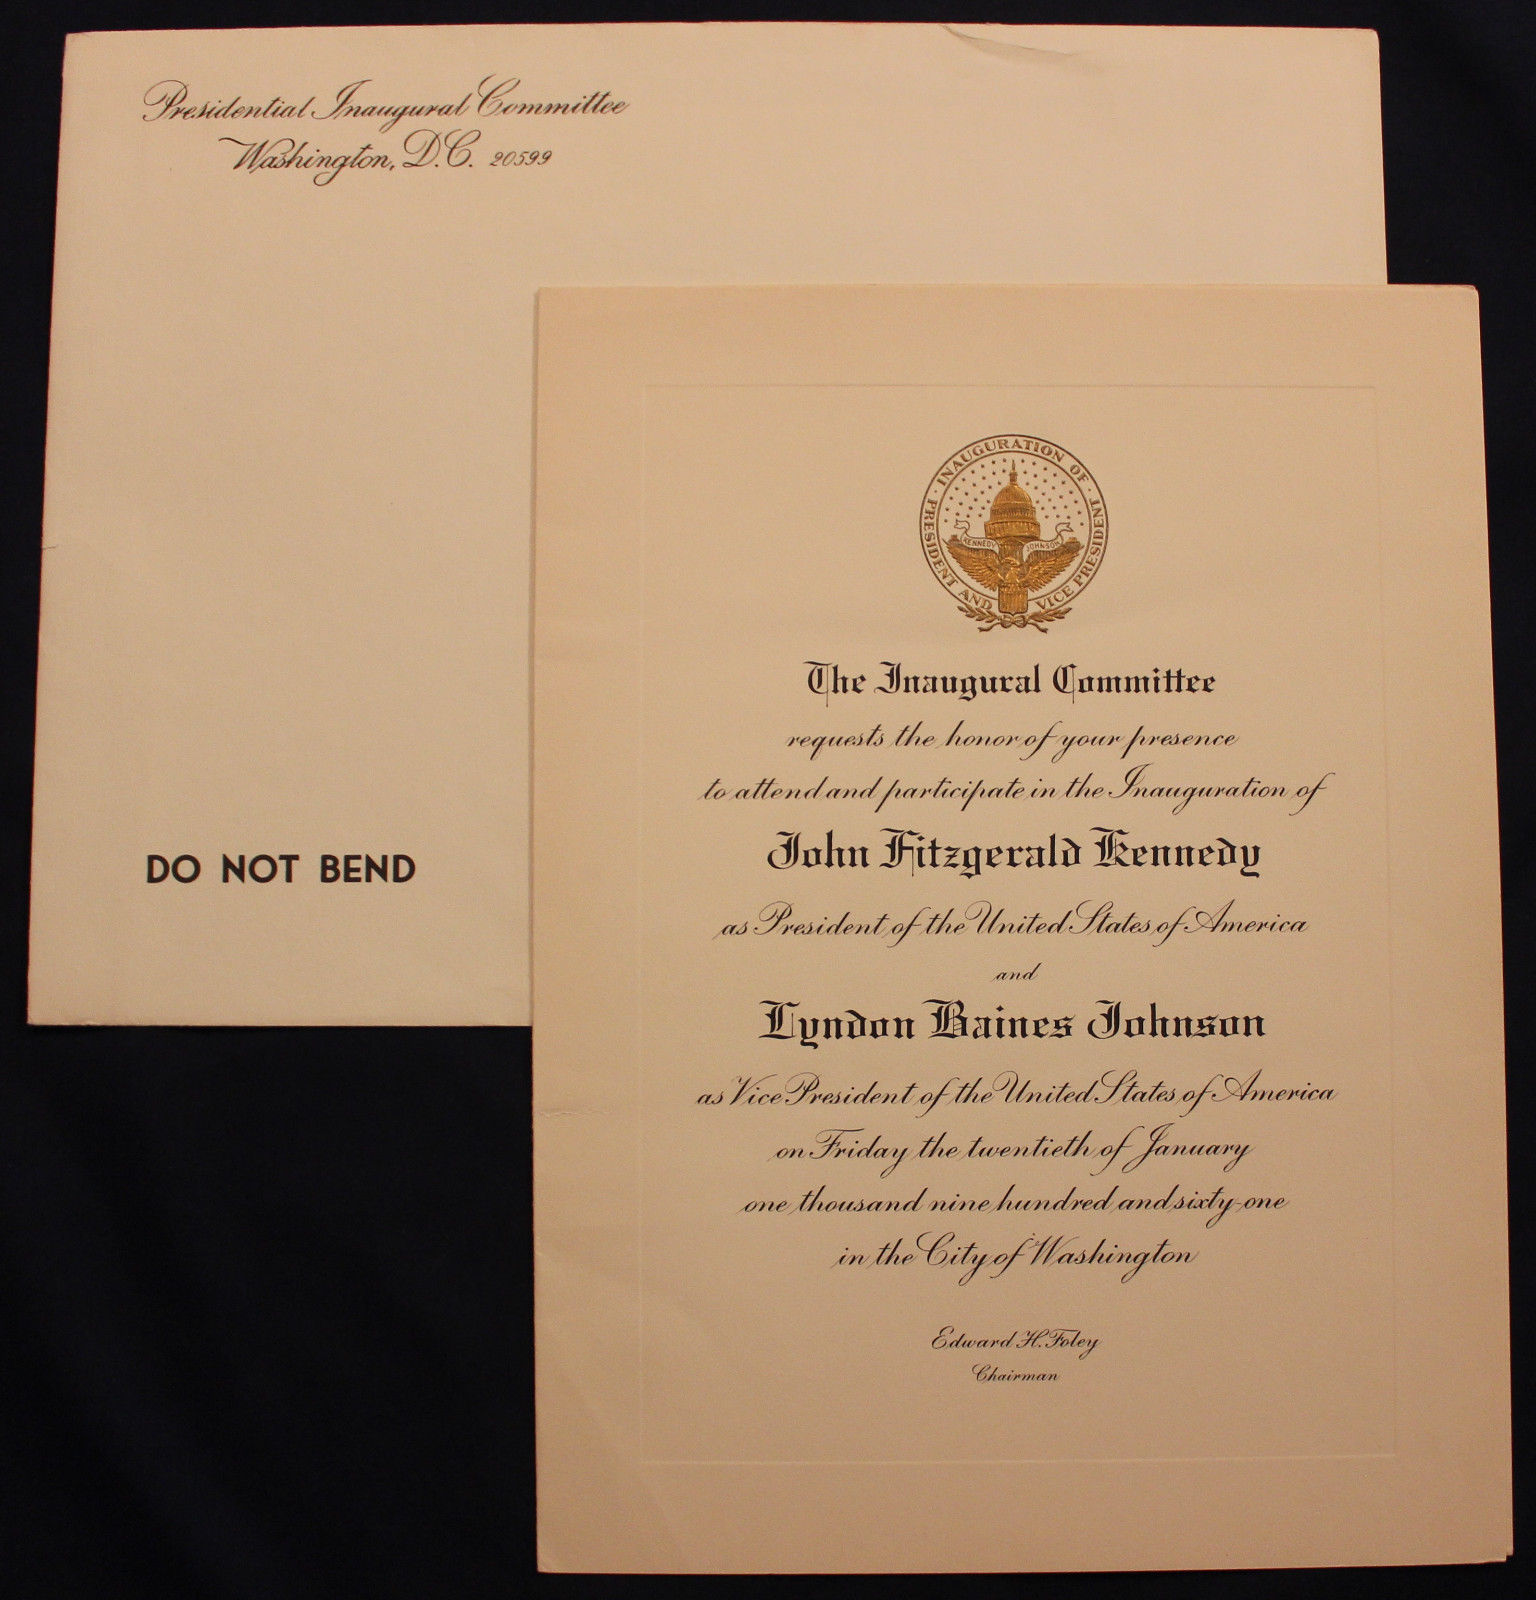 Presidential Inaugural Committee
Washington, D.C. 20599
DO NOT BEND
INAUGURATION OF
PRESIDENT AND VICE PRESIDENT
KENNEDY JOHNSON
The Inaugural Committee
requests the honor of your presence
to attend and participate in the Inauguration of
John Fitzgerald Kennedy
as President of the United States of America
and
Lyndon Baines Johnson
as Vice President of the United States of America
on Friday the twentieth of January
one thousand nine hundred and sixty-one
in the City of Washington
Edward H. Foley
Chairman